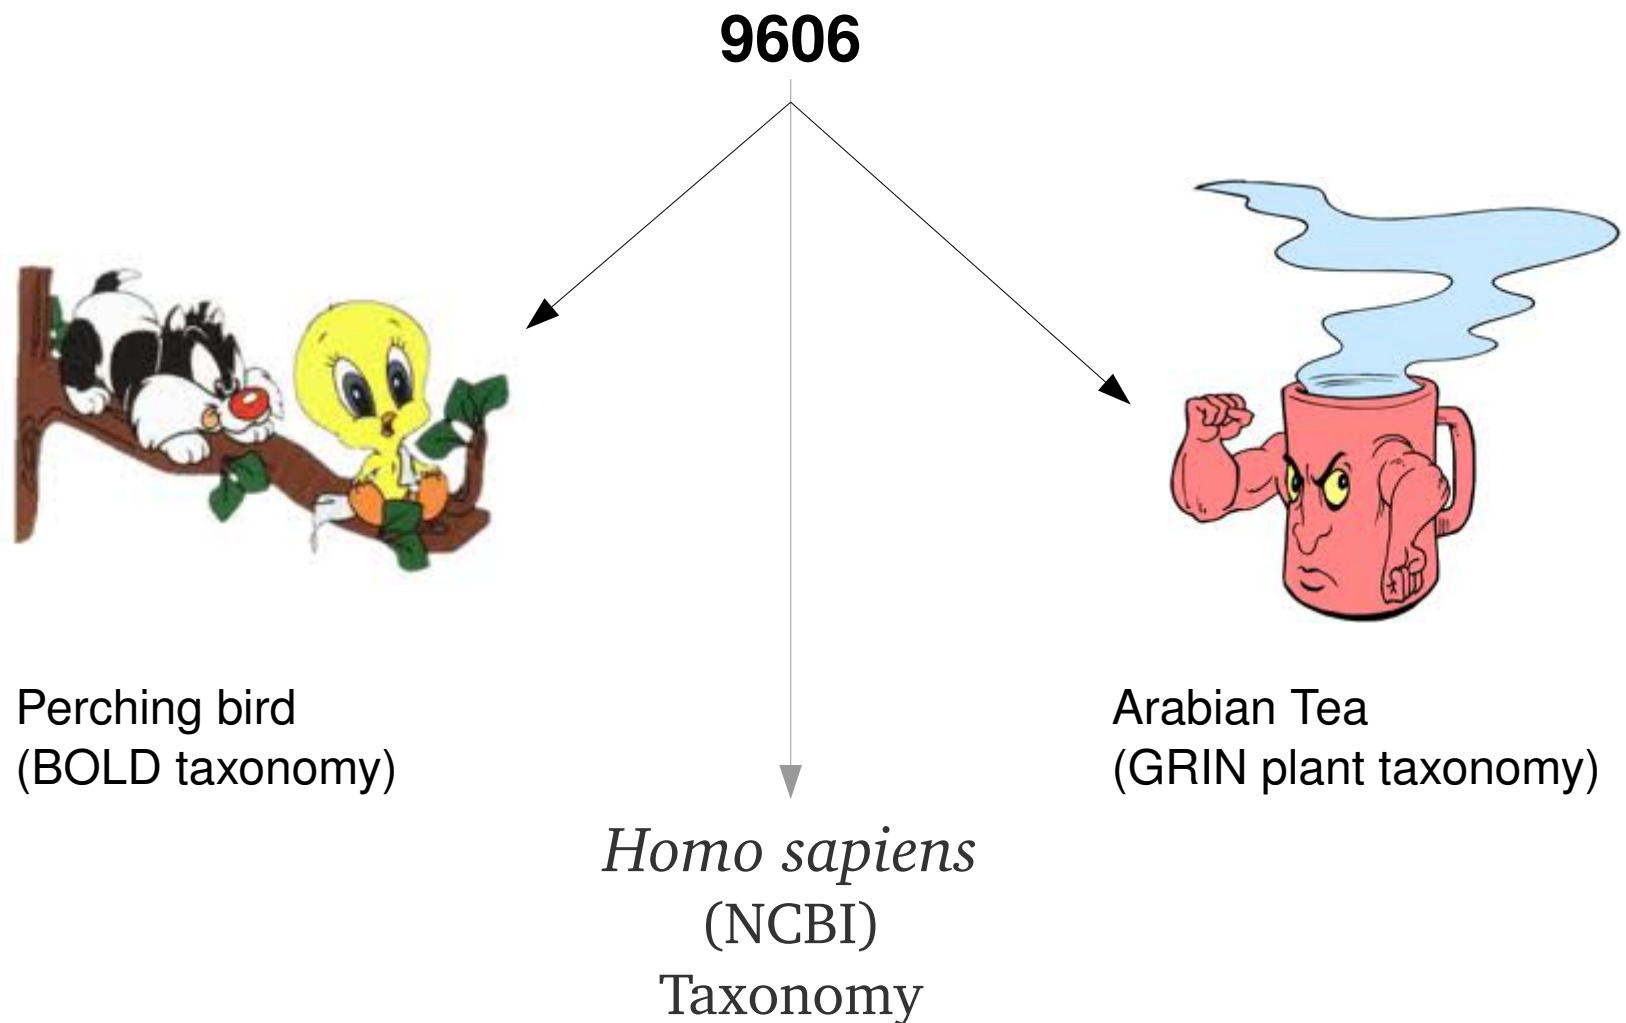 9606
Perching bird
(BOLD taxonomy)
Arabian Tea
(GRIN plant taxonomy)
Homo sapiens
(NCBI)
Taxonomy